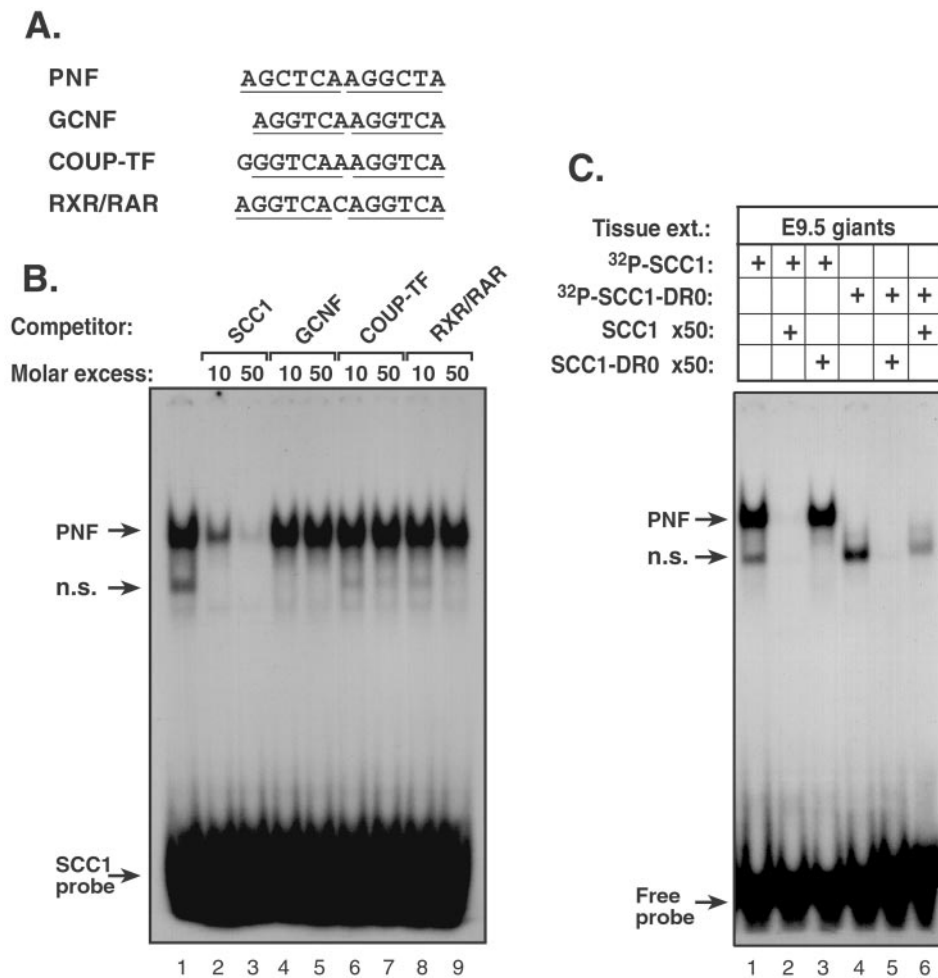 A.
PNF AGCTCAAGGCTA
GCNF AGGTCAAGGTCA
COUP-TF GGGTCAAAGGTCA
RXR/RAR AGGTCACAGGTCA
B.
Competitor: SCC1 GCNF COUP-TF RXR/RAR
Molar excess: 10 50 10 50 10 50 10 50
PNF
n.s.
SCC1
probe
1 2 3 4 5 6 7 8 9
C.
Tissue ext.: E9.5 giants
32P-SCC1: + + +
32P-SCC1-DR0: + + +
SCC1 x50: + +
SCC1-DR0 x50: + +
PNF
n.s.
Free
probe
1 2 3 4 5 6